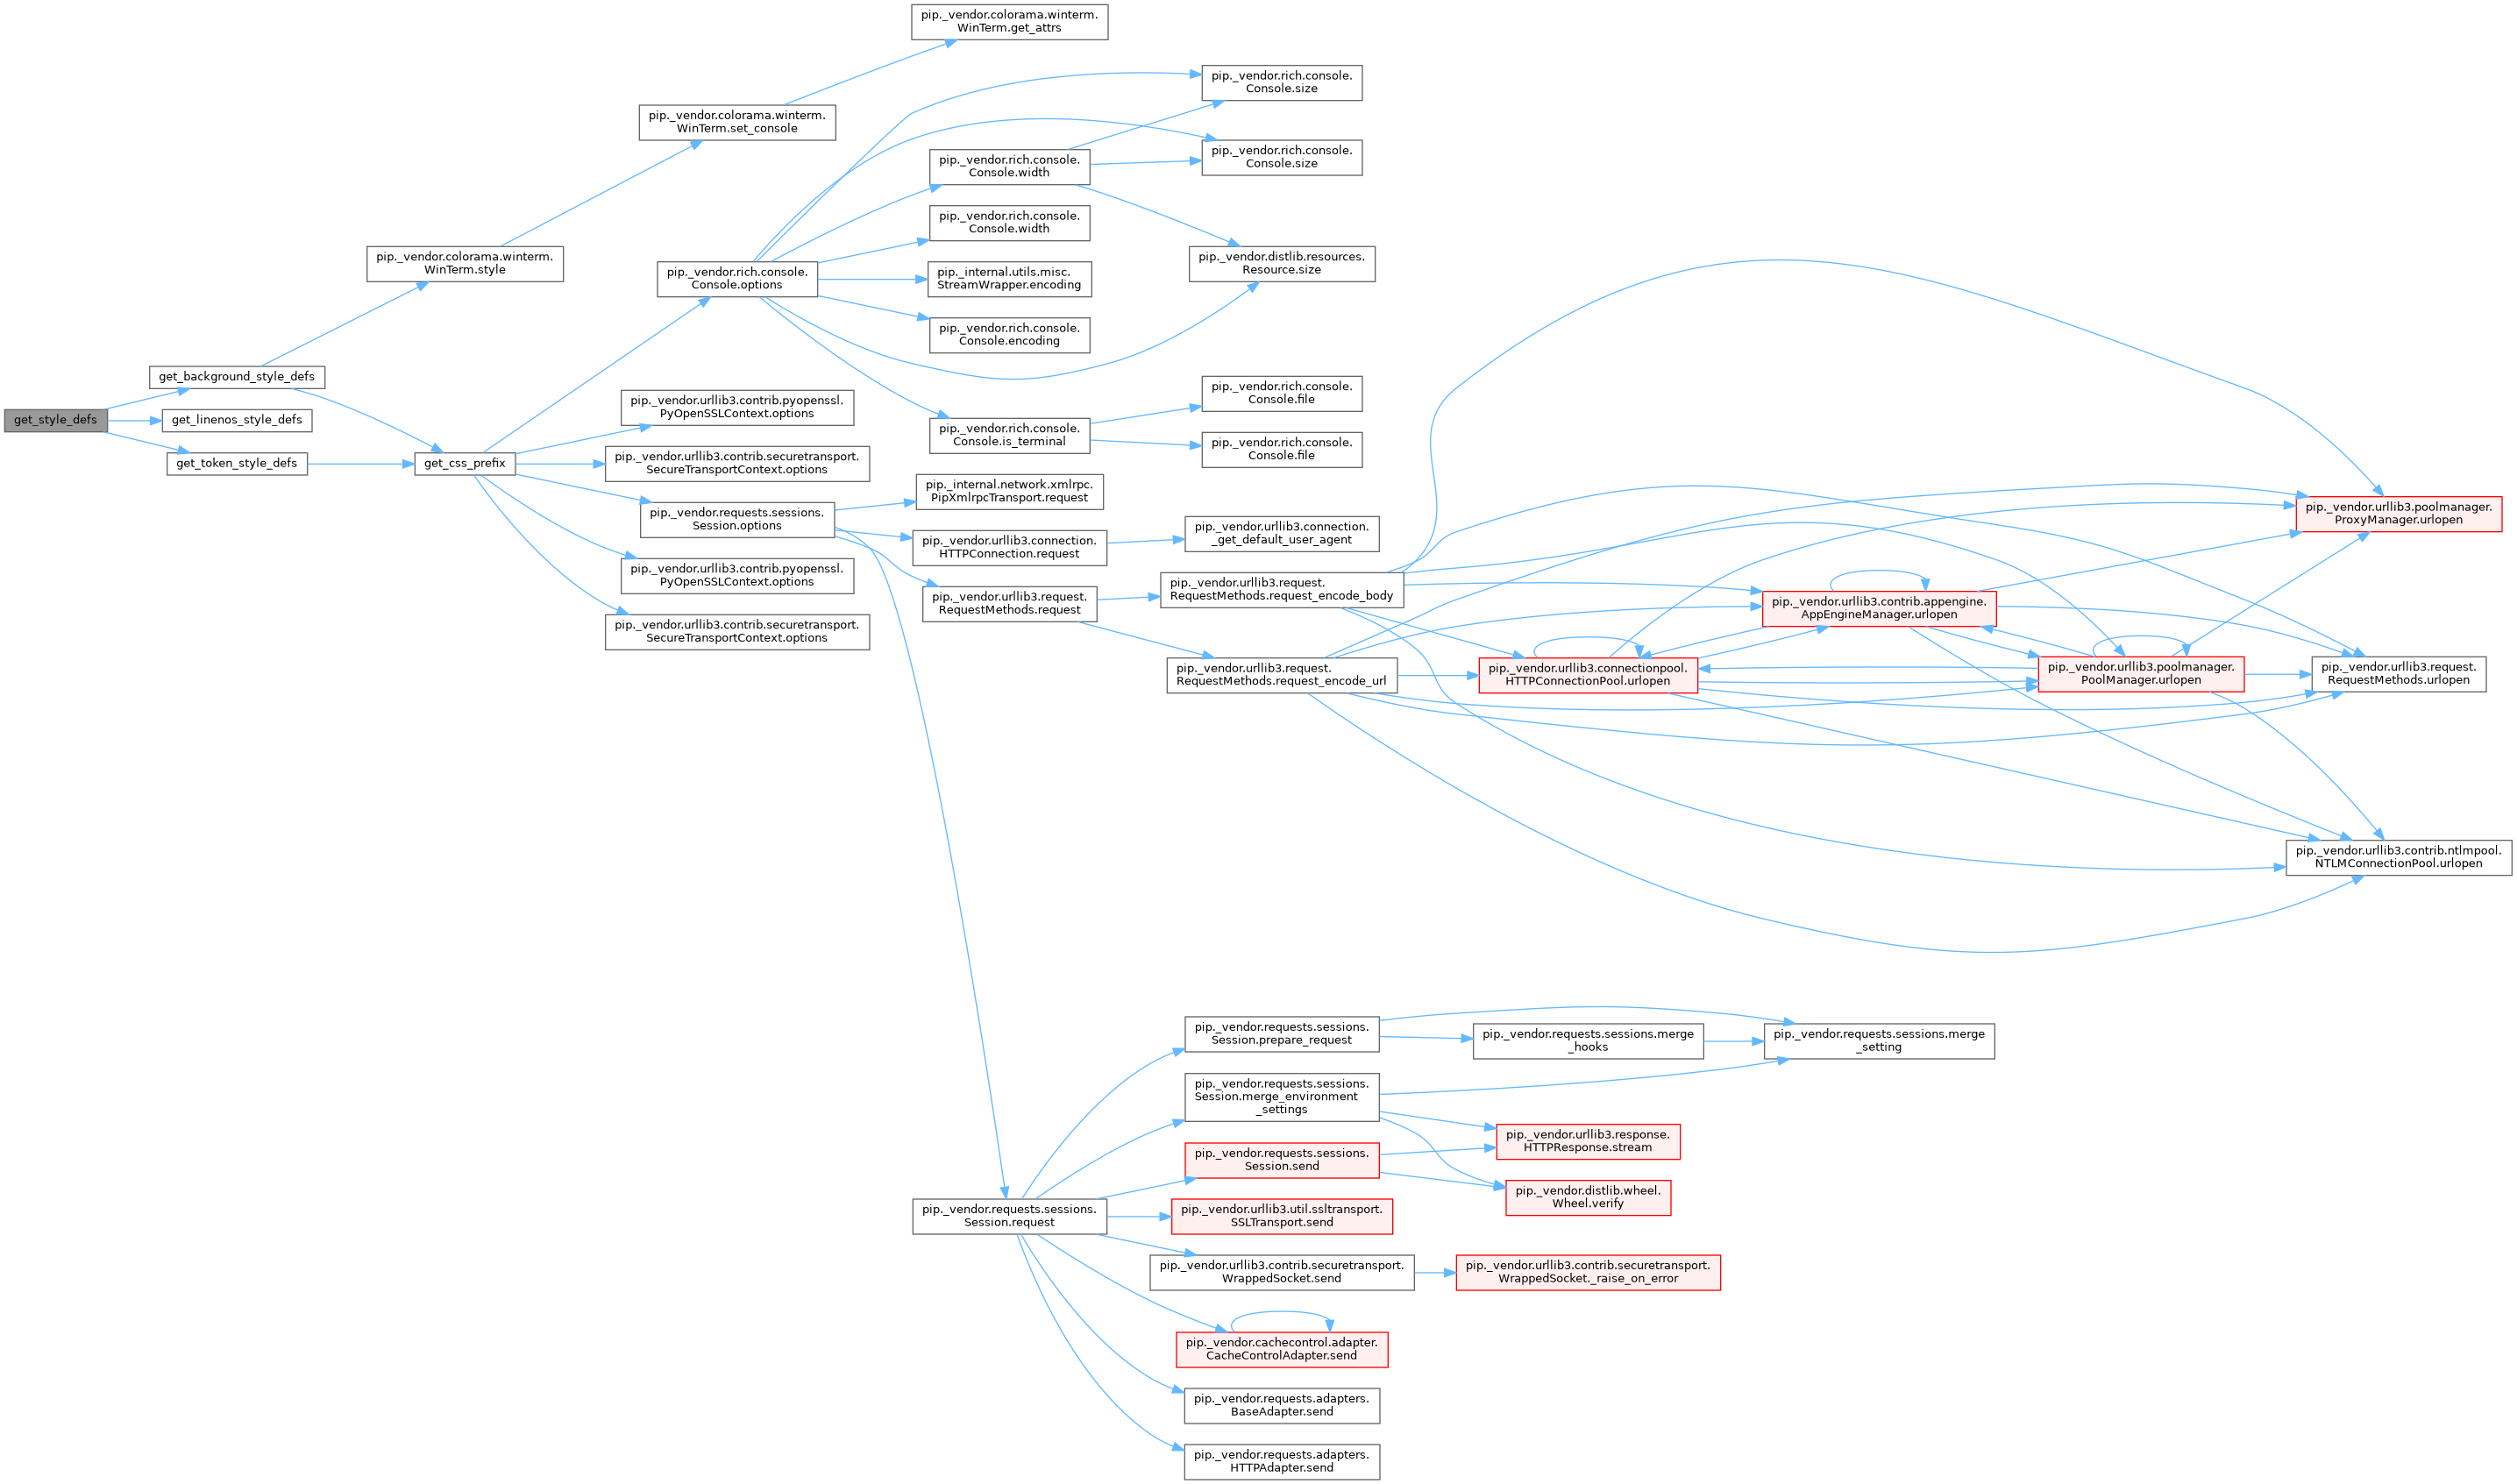 pip._vendor.colorama.winterm.
WinTerm.get_attrs
pip._vendor.rich.console.
Console.size
pip._vendor.colorama.winterm.
WinTerm.set_console
pip._vendor.rich.console.
Console.size
pip._vendor.rich.console.
Console.width
pip._vendor.rich.console.
Console.width
pip._vendor.colorama.winterm.
WinTerm.style
pip._vendor.distlib.resources.
Resource.size
pip._vendor.rich.console.
Console.options
pip._internal.utils.misc.
StreamWrapper.encoding
pip._vendor.rich.console.
Console.encoding
get_background_style_defs
get_style_defs
get_linenos_style_defs
get_token_style_defs
get_css_prefix
pip._vendor.urllib3.contrib.pyopenssl.
PyOpenSSLContext.options
pip._vendor.rich.console.
Console.file
pip._vendor.rich.console.
Console.is_terminal
pip._vendor.rich.console.
Console.file
pip._vendor.urllib3.contrib.securetransport.
SecureTransportContext.options
pip._internal.network.xmlrpc.
PipXmlrpcTransport.request
pip._vendor.requests.sessions.
Session.options
pip._vendor.urllib3.connection.
HTTPConnection.request
pip._vendor.urllib3.connection.
_get_default_user_agent
pip._vendor.urllib3.poolmanager.
ProxyManager.urlopen
pip._vendor.urllib3.contrib.pyopenssl.
PyOpenSSLContext.options
pip._vendor.urllib3.request.
RequestMethods.request
pip._vendor.urllib3.request.
RequestMethods.request_encode_body
pip._vendor.urllib3.contrib.appengine.
AppEngineManager.urlopen
pip._vendor.urllib3.contrib.securetransport.
SecureTransportContext.options
pip._vendor.urllib3.request.
RequestMethods.request_encode_url
pip._vendor.urllib3.connectionpool.
HTTPConnectionPool.urlopen
pip._vendor.urllib3.poolmanager.
PoolManager.urlopen
pip._vendor.urllib3.request.
RequestMethods.urlopen
pip._vendor.urllib3.contrib.ntlmpool.
NTLMConnectionPool.urlopen
pip._vendor.requests.sessions.
Session.prepare_request
pip._vendor.requests.sessions.merge
_hooks
pip._vendor.requests.sessions.merge
_setting
pip._vendor.requests.sessions.
Session.merge_environment
_settings
pip._vendor.urllib3.response.
HTTPResponse.stream
pip._vendor.requests.sessions.
Session.send
pip._vendor.distlib.wheel.
Wheel.verify
pip._vendor.requests.sessions.
Session.request
pip._vendor.urllib3.util.ssltransport.
SSLTransport.send
pip._vendor.urllib3.contrib.securetransport.
WrappedSocket.send
pip._vendor.urllib3.contrib.securetransport.
WrappedSocket._raise_on_error
pip._vendor.cachecontrol.adapter.
CacheControlAdapter.send
pip._vendor.requests.adapters.
BaseAdapter.send
pip._vendor.requests.adapters.
HTTPAdapter.send